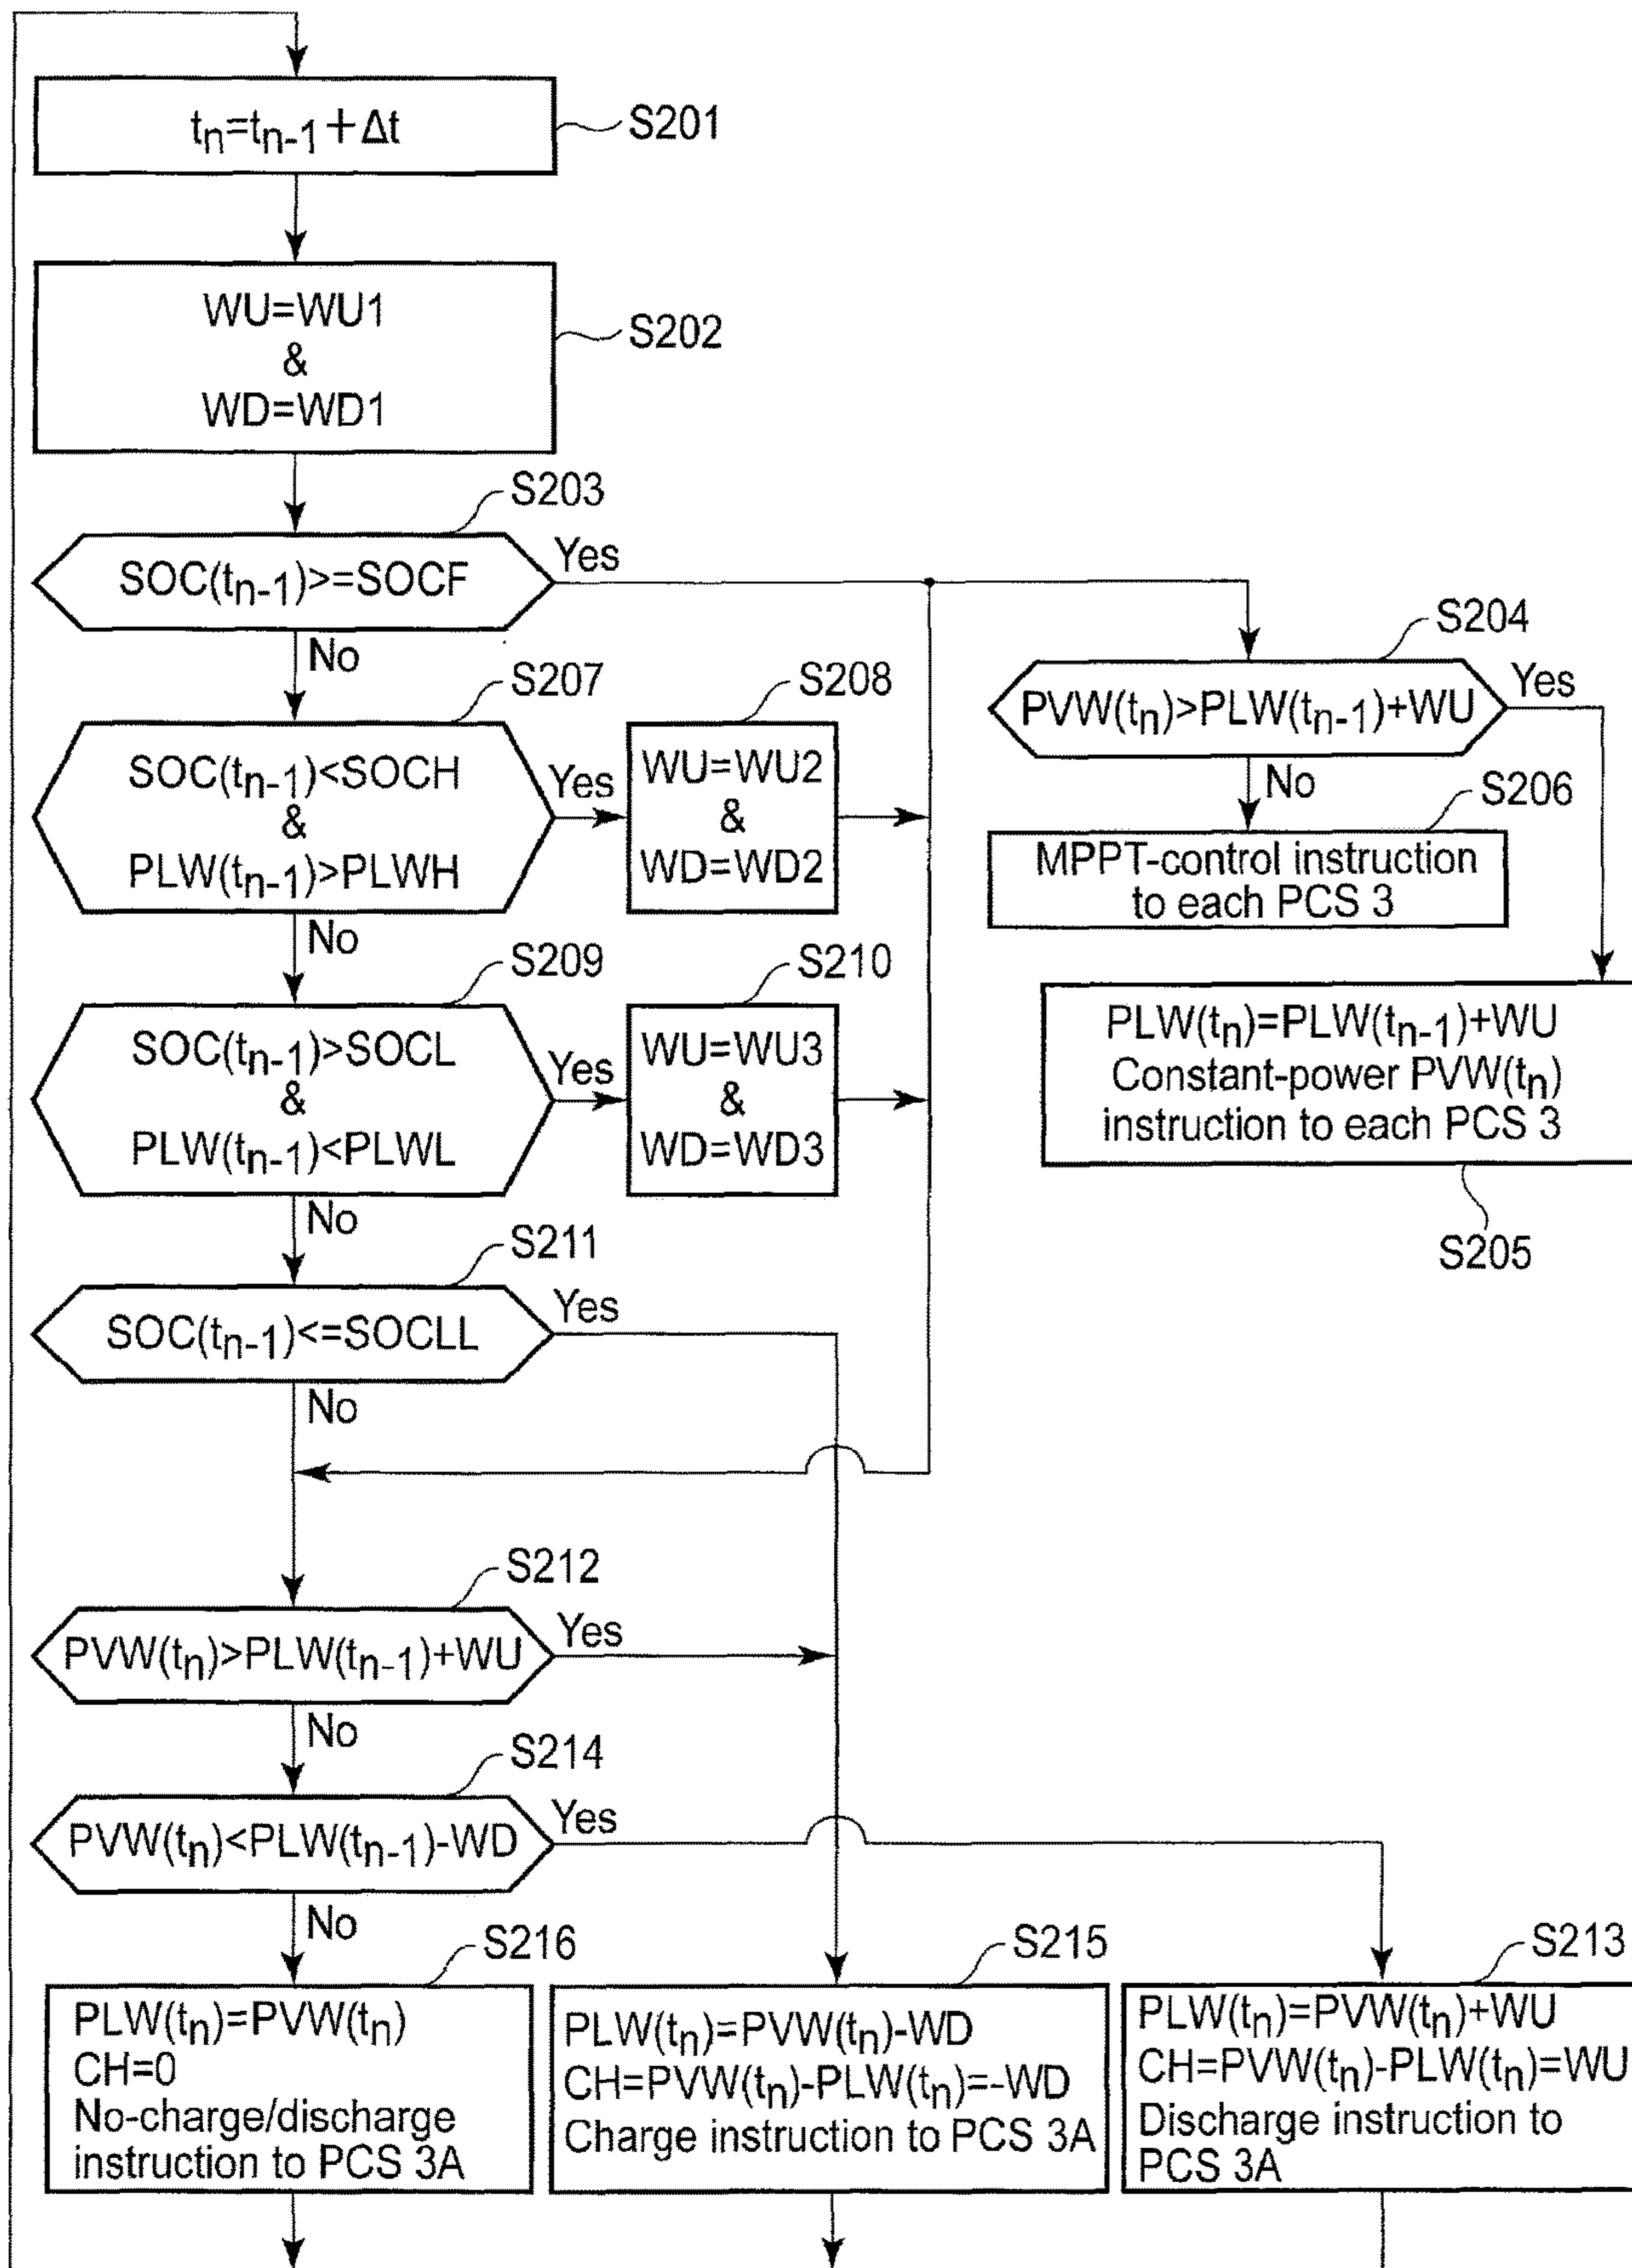 tn=tn-1+Δt
S201
WU=WU1
&
WD=WD1
S202
S203
SOC(tn-1)>=SOCF
Yes
No
S204
PVW(tn)>PLW(tn-1)+WU
Yes
No
S206
MPPT-control instruction
to each PCS 3
PLW(tn)=PLW(tn-1)+WU
Constant-power PVW(tn)
instruction to each PCS 3
S205
S207
SOC(tn-1)<SOCH
&
PLW(tn-1)>PLWH
Yes
No
S208
WU=WU2
&
WD=WD2
S209
SOC(tn-1)>SOCL
&
PLW(tn-1)<PLWL
Yes
No
S210
WU=WU3
&
WD=WD3
S211
SOC(tn-1)<=SOCLL
Yes
No
S212
PVW(tn)>PLW(tn-1)+WU
Yes
No
S214
PVW(tn)<PLW(tn-1)-WD
Yes
No
S216
PLW(tn)=PVW(tn)
CH=0
No-charge/discharge
instruction to PCS 3A
S215
PLW(tn)=PVW(tn)-WD
CH=PVW(tn)-PLW(tn)=-WD
Charge instruction to PCS 3A
S213
PLW(tn)=PVW(tn)+WU
CH=PVW(tn)-PLW(tn)=WU
Discharge instruction to
PCS 3A